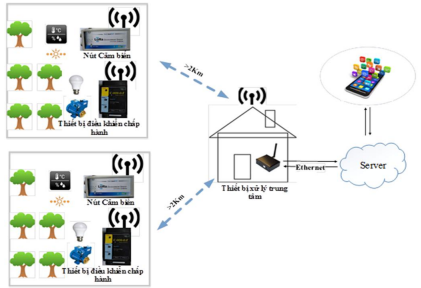 °C
Nút Cảm biến
Thiết bị điều khiển chấp
hành
>2Km
°C
Nút Cảm biến
Thiết bị điều khiển chấp
hành
>2Km
Thiết bị xử lý trung
tâm
Ethernet
Server